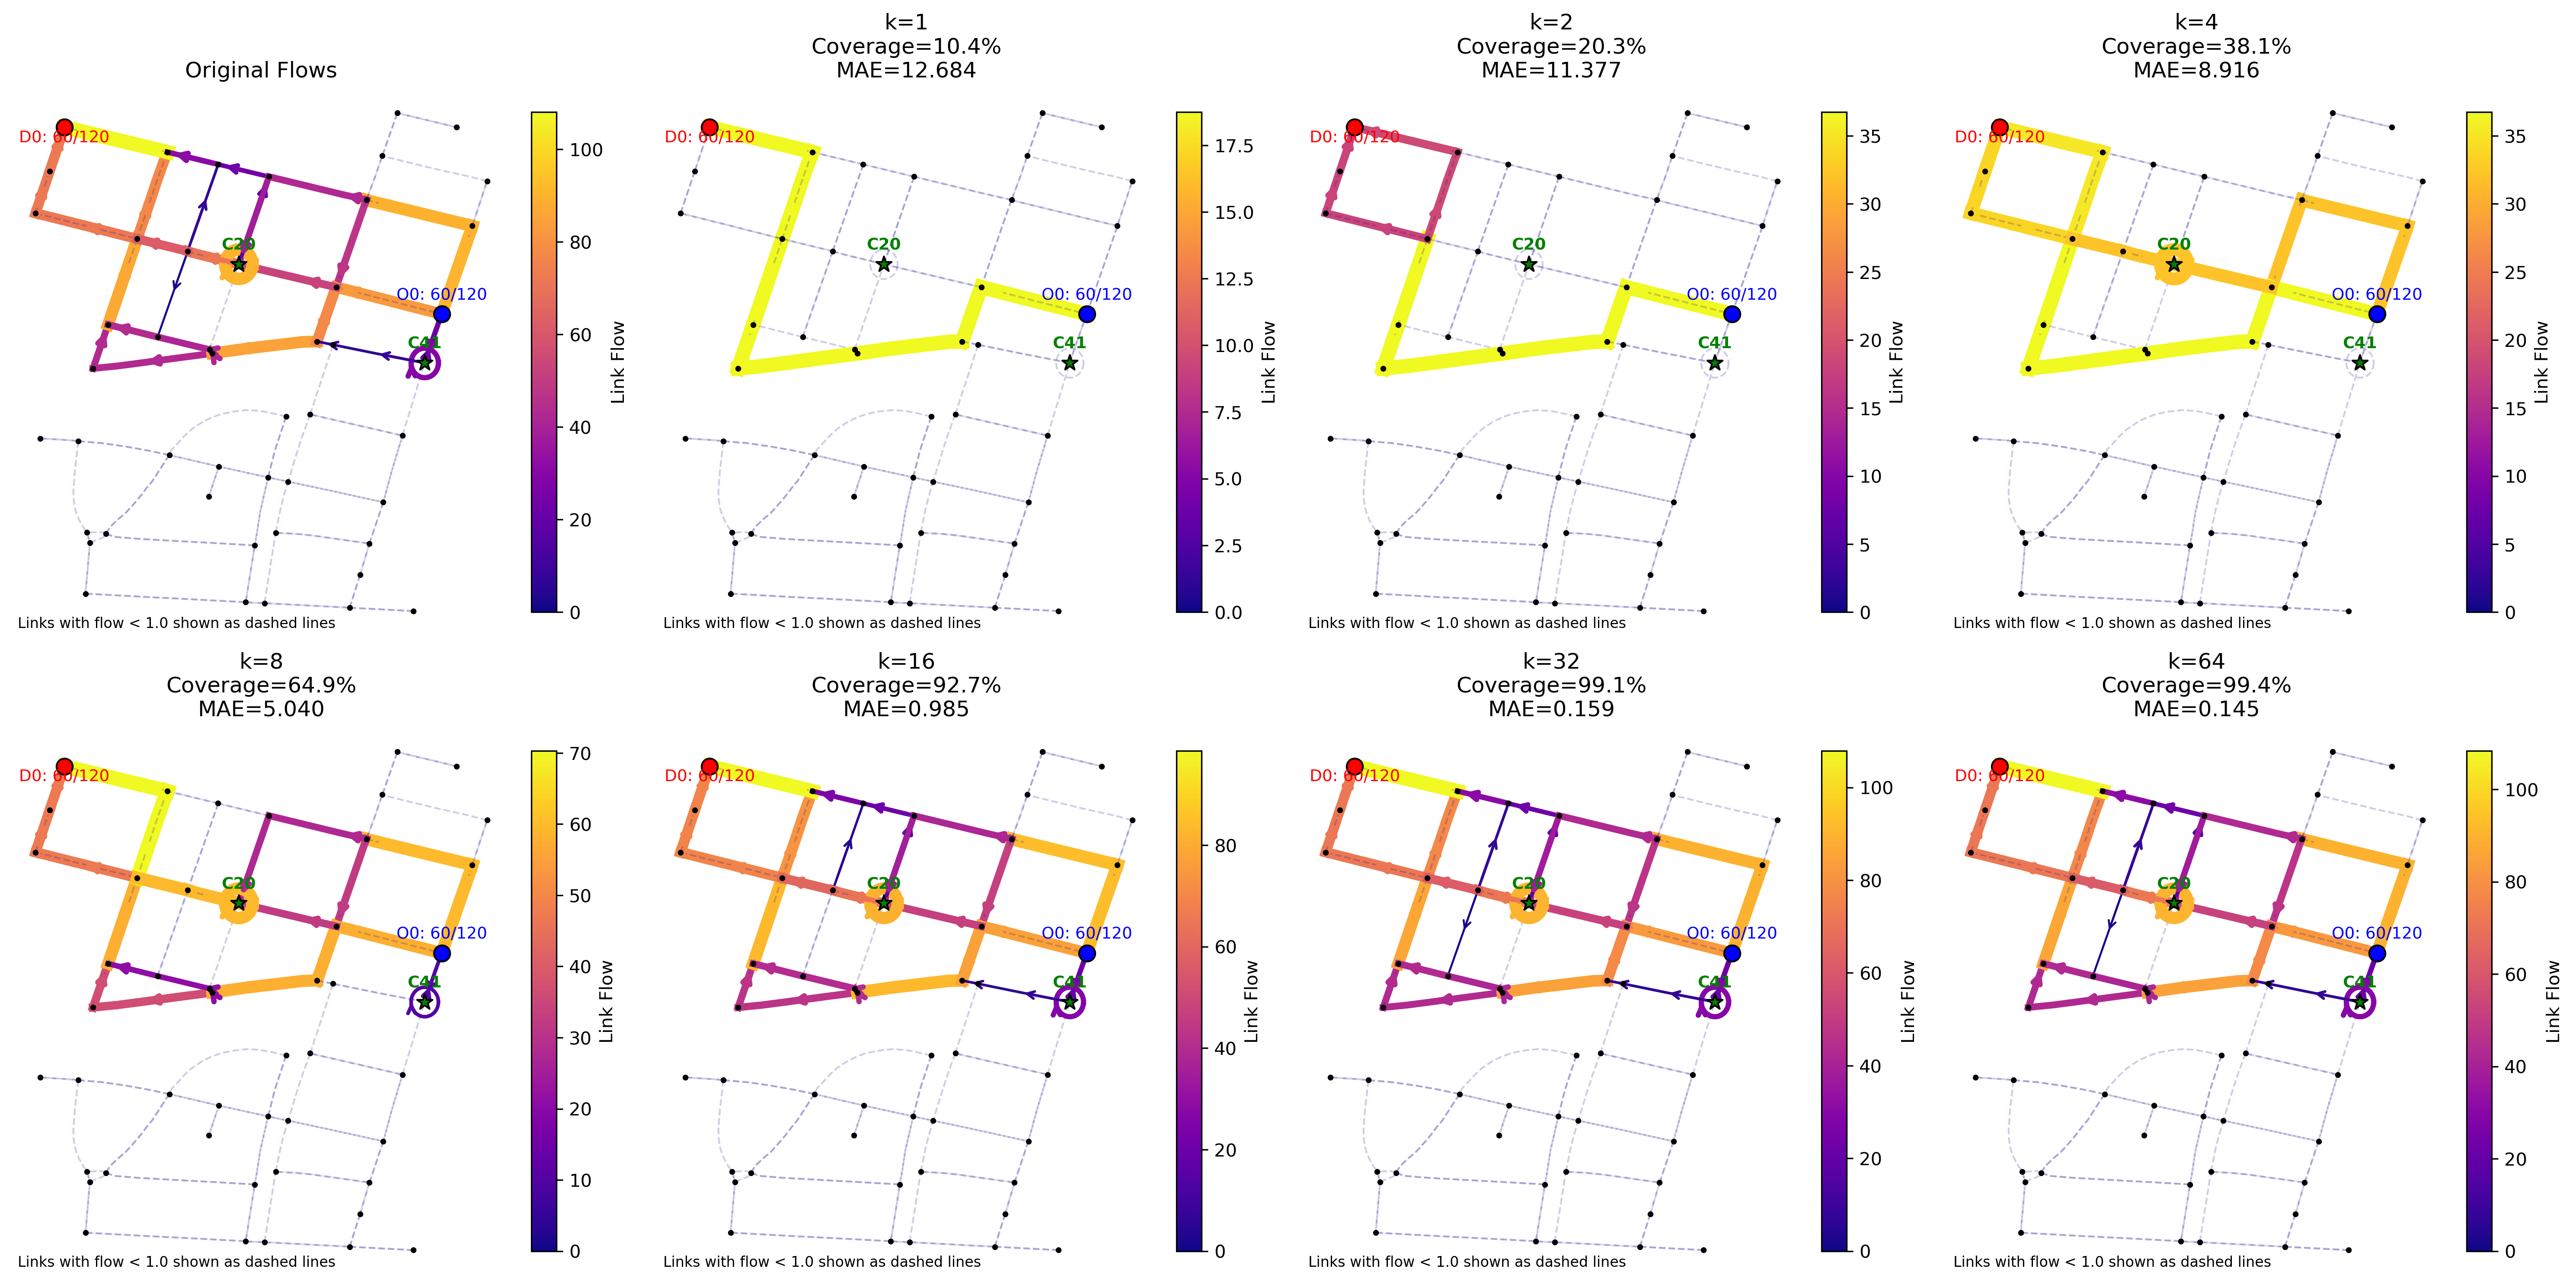 Original Flows
D0: 60/120
C20
O0: 60/120
C41
100
80
60
40
20
0
Link Flow
Links with flow < 1.0 shown as dashed lines
k=1
Coverage=10.4%
MAE=12.684
D0: 60/120
C20
O0: 60/120
C41
17.5
15.0
12.5
10.0
7.5
5.0
2.5
0.0
Link Flow
Links with flow < 1.0 shown as dashed lines
k=2
Coverage=20.3%
MAE=11.377
D0: 60/120
C20
O0: 60/120
C41
35
30
25
20
15
10
5
0
Link Flow
Links with flow < 1.0 shown as dashed lines
k=4
Coverage=38.1%
MAE=8.916
D0: 60/120
C20
O0: 60/120
C41
35
30
25
20
15
10
5
0
Link Flow
Links with flow < 1.0 shown as dashed lines
k=8
Coverage=64.9%
MAE=5.040
D0: 60/120
C20
O0: 60/120
C41
70
60
50
40
30
20
10
0
Link Flow
Links with flow < 1.0 shown as dashed lines
k=16
Coverage=92.7%
MAE=0.985
D0: 60/120
C20
O0: 60/120
C41
80
60
40
20
0
Link Flow
Links with flow < 1.0 shown as dashed lines
k=32
Coverage=99.1%
MAE=0.159
D0: 60/120
C20
O0: 60/120
C41
100
80
60
40
20
0
Link Flow
Links with flow < 1.0 shown as dashed lines
k=64
Coverage=99.4%
MAE=0.145
D0: 60/120
C20
O0: 60/120
C41
100
80
60
40
20
0
Link Flow
Links with flow < 1.0 shown as dashed lines